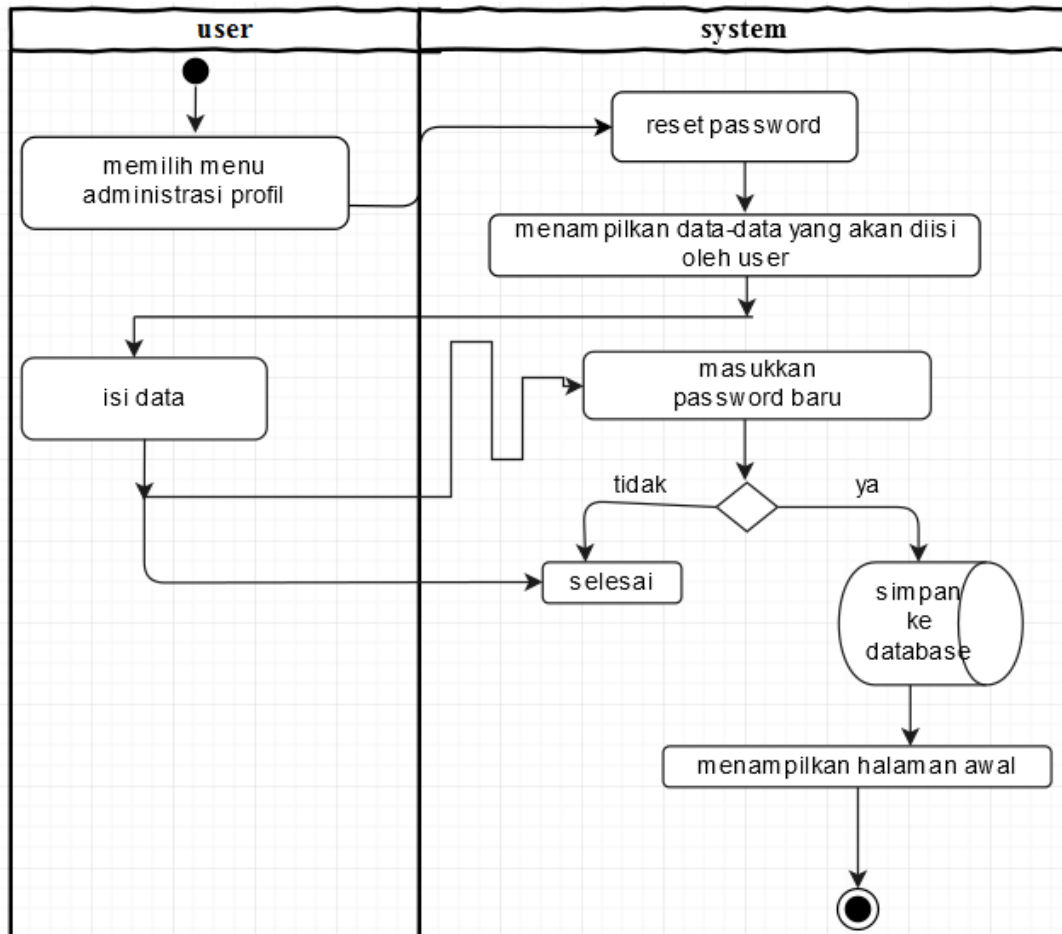 user
system
reset password
memilih menu
administrasi profil
menampilkan data-data yang akan diisi
oleh user
isi data
masukkan
password baru
tidak
ya
selesai
simpan
ke
database
menampilkan halaman awal